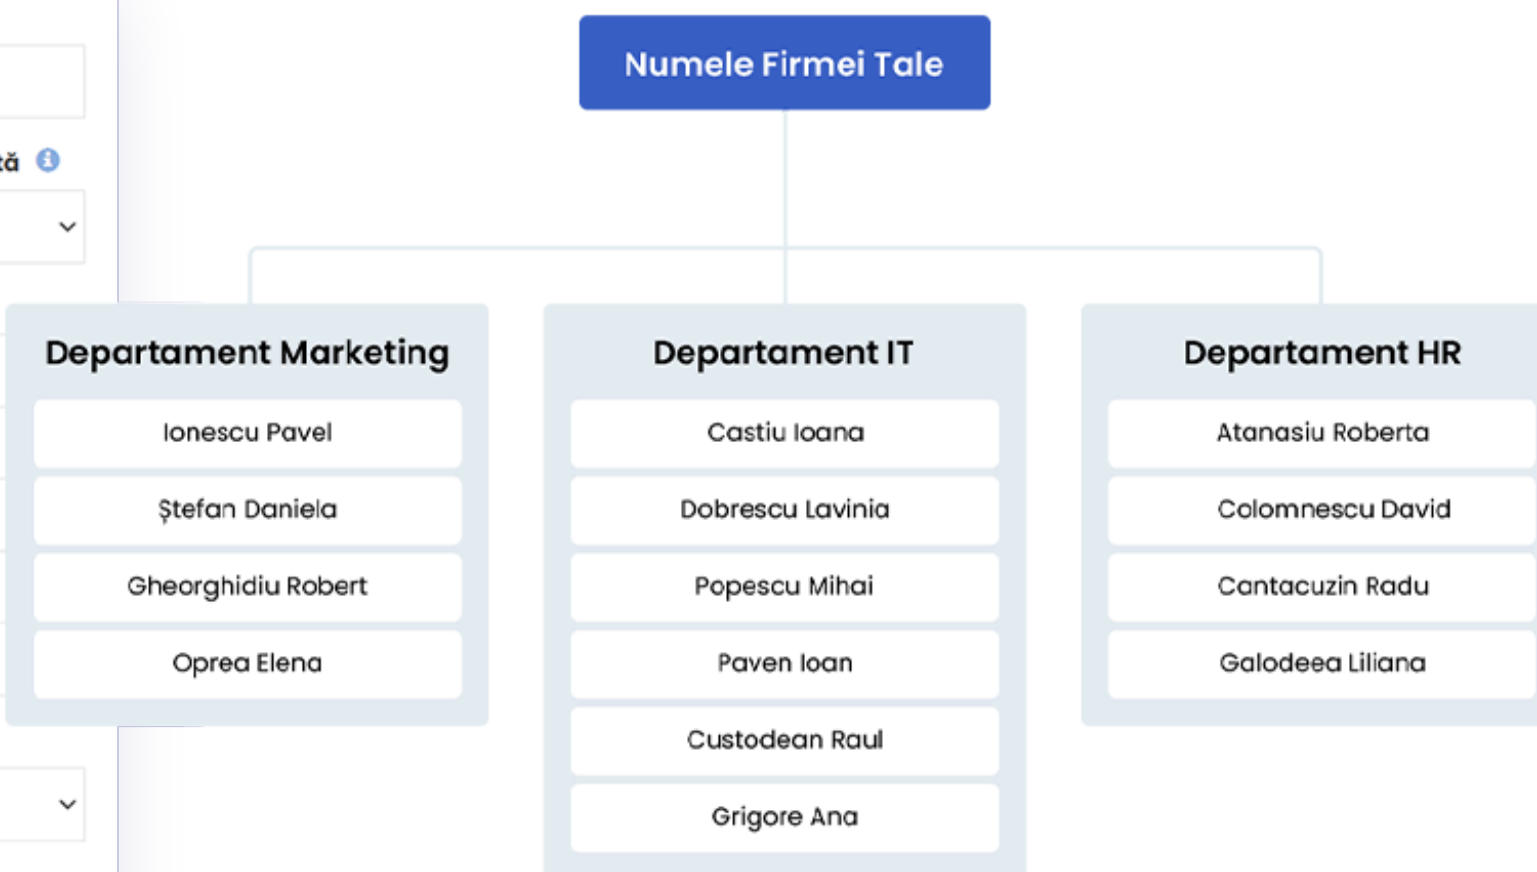 Numele Firmei Tale
Departament Marketing
Ionescu Pavel
Ștefan Daniela
Gheorghidiu Robert
Oprea Elena
Departament IT
Castiu Ioana
Dobrescu Lavinia
Popescu Mihai
Paven Ioan
Custodean Raul
Grigore Ana
Departament HR
Atanasiu Roberta
Colomnescu David
Cantacuzin Radu
Galodeea Liliana